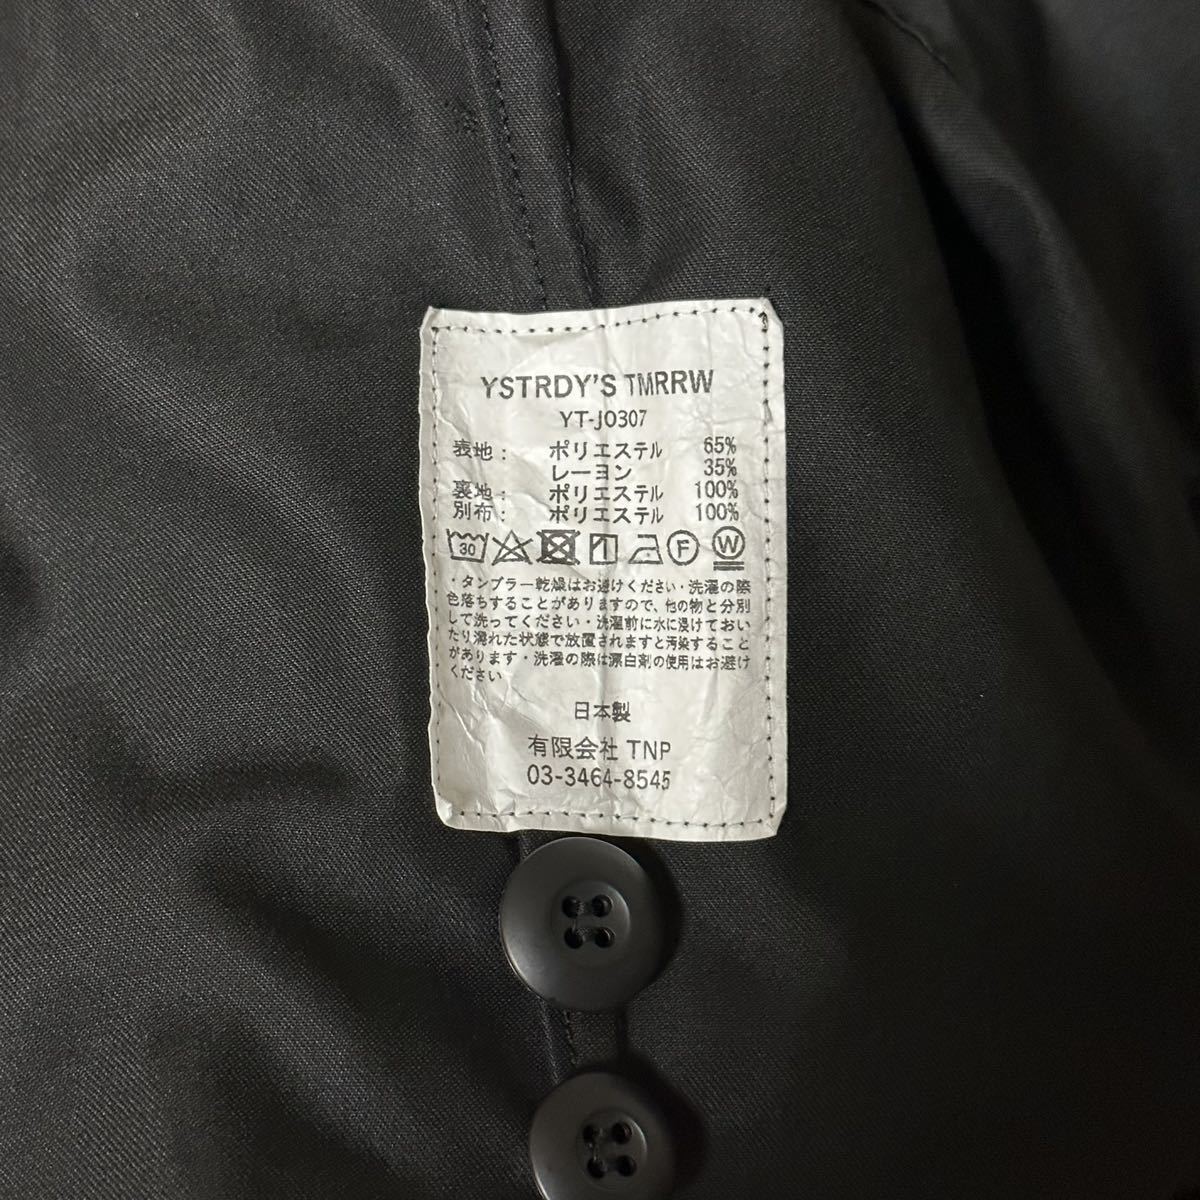 YSTRDY'S TMRRW
YT-J0307
表地： ポリエステル 65%
レーヨン 35%
裏地： ポリエステル 100%
別布： ポリエステル 100%
30 F W
・タンブラー乾燥はお避けください・洗濯の際
色落ちすることがありますので、他の物と分別
して洗ってください・洗濯前に水に浸けておい
たり濡れた状態で放置されますと汚染すること
があります・洗濯の際は漂白剤の使用はお避け
ください
日本製
有限会社 TNP
03-3464-8545